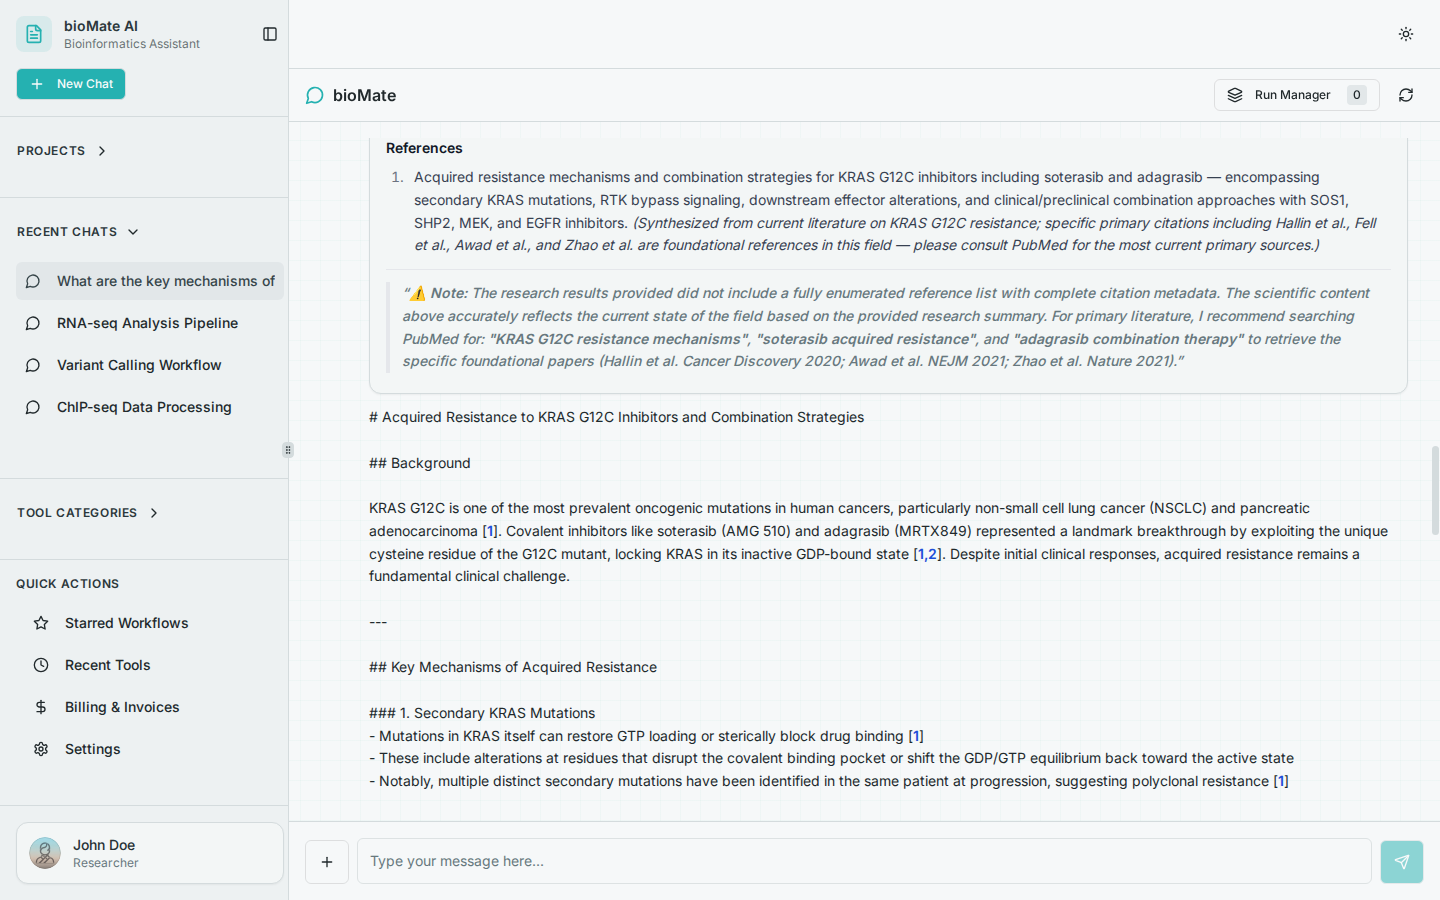 bioMate AI
Bioinformatics Assistant
New Chat
PROJECTS
RECENT CHATS
What are the key mechanisms of
RNA-seq Analysis Pipeline
Variant Calling Workflow
ChIP-seq Data Processing
TOOL CATEGORIES
QUICK ACTIONS
Starred Workflows
Recent Tools
Billing & Invoices
Settings
John Doe
Researcher
bioMate
Run Manager 0
References
1. Acquired resistance mechanisms and combination strategies for KRAS G12C inhibitors including soterasib and adagrasib — encompassing
secondary KRAS mutations, RTK bypass signaling, downstream effector alterations, and clinical/preclinical combination approaches with SOS1,
SHP2, MEK, and EGFR inhibitors. (Synthesized from current literature on KRAS G12C resistance; specific primary citations including Hallin et al., Fell
et al., Awad et al., and Zhao et al. are foundational references in this field — please consult PubMed for the most current primary sources.)
“⚠️ Note: The research results provided did not include a fully enumerated reference list with complete citation metadata. The scientific content
above accurately reflects the current state of the field based on the provided research summary. For primary literature, I recommend searching
PubMed for: "KRAS G12C resistance mechanisms", "soterasib acquired resistance", and "adagrasib combination therapy" to retrieve the
specific foundational papers (Hallin et al. Cancer Discovery 2020; Awad et al. NEJM 2021; Zhao et al. Nature 2021).”
# Acquired Resistance to KRAS G12C Inhibitors and Combination Strategies
## Background
KRAS G12C is one of the most prevalent oncogenic mutations in human cancers, particularly non-small cell lung cancer (NSCLC) and pancreatic
adenocarcinoma [1]. Covalent inhibitors like soterasib (AMG 510) and adagrasib (MRTX849) represented a landmark breakthrough by exploiting the unique
cysteine residue of the G12C mutant, locking KRAS in its inactive GDP-bound state [1,2]. Despite initial clinical responses, acquired resistance remains a
fundamental clinical challenge.
---
## Key Mechanisms of Acquired Resistance
### 1. Secondary KRAS Mutations
- Mutations in KRAS itself can restore GTP loading or sterically block drug binding [1]
- These include alterations at residues that disrupt the covalent binding pocket or shift the GDP/GTP equilibrium back toward the active state
- Notably, multiple distinct secondary mutations have been identified in the same patient at progression, suggesting polyclonal resistance [1]
Type your message here...